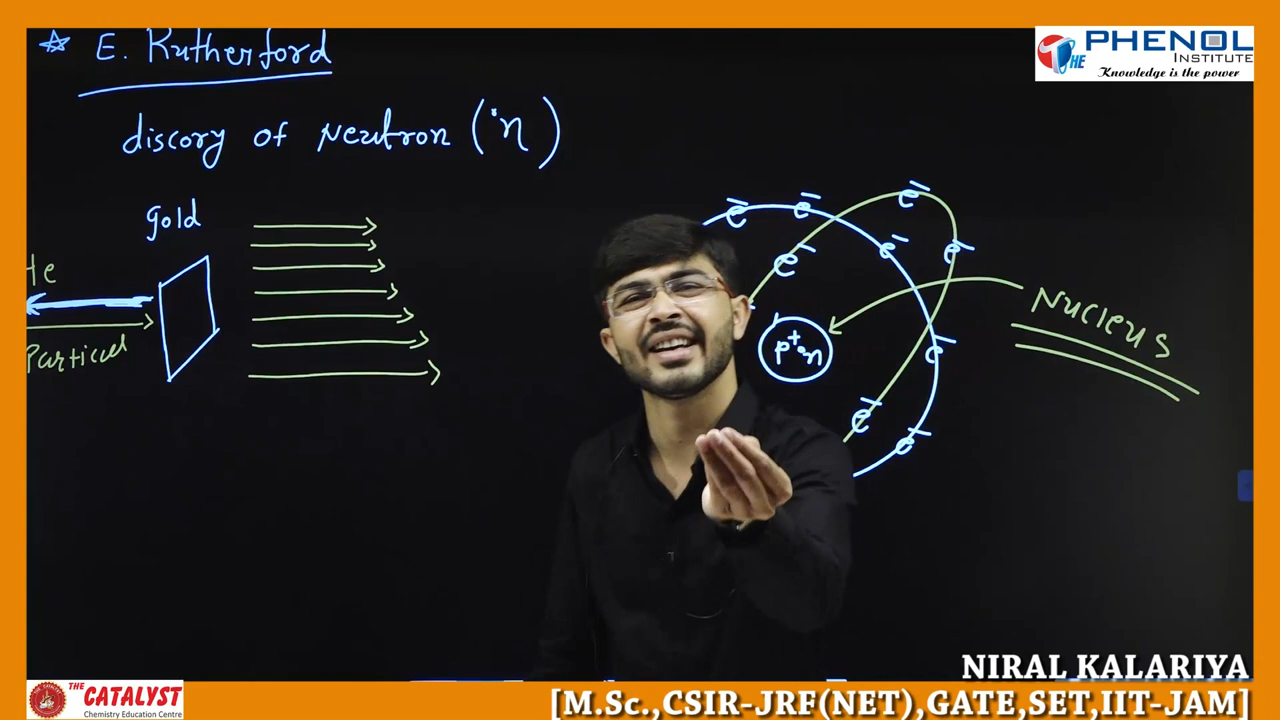 ☆ E. Rutherford
THE PHENOL
INSTITUTE
Knowledge is the power
discory of Neutron (n)
gold
He
Particul
e⁻ e⁻ e⁻
e⁻ e⁻ e⁻
p⁺ n
e⁻
e⁻ e⁻
Nucleus
NIRAL KALARIYA
[M.Sc.,CSIR-JRF(NET),GATE,SET,IIT-JAM]
THE CATALYST
Chemistry Education Centre